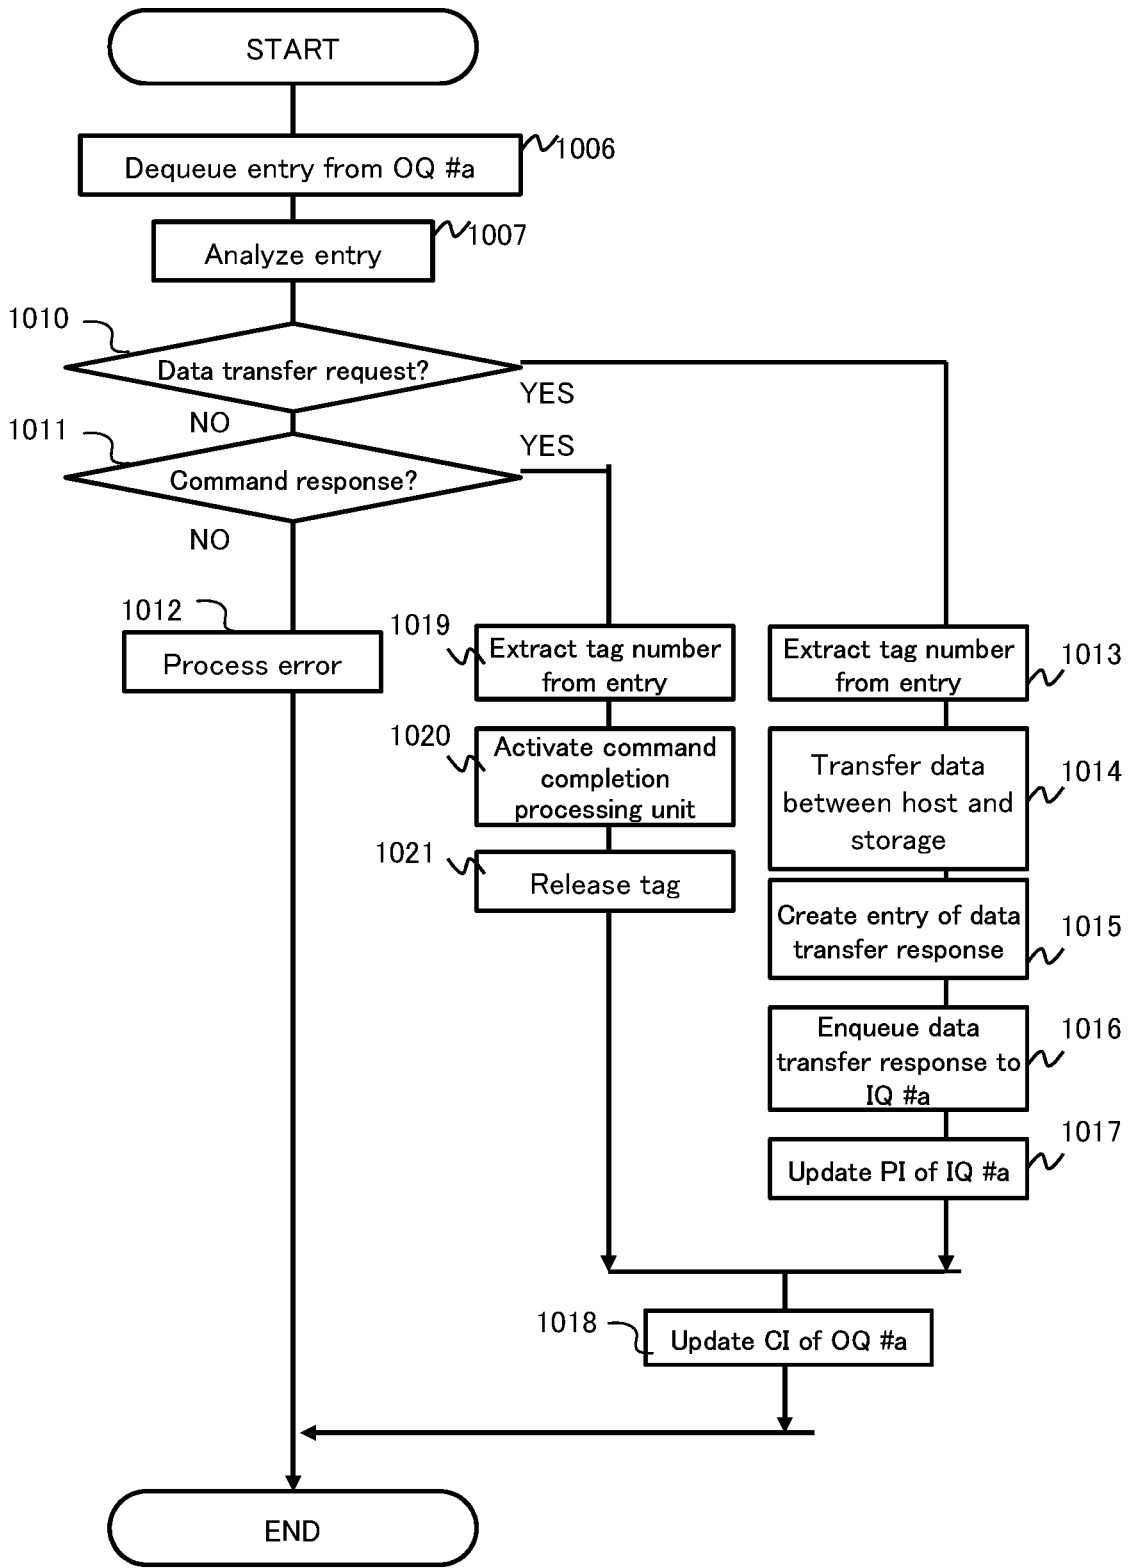 START
1006
Dequeue entry from OQ #a
1007
Analyze entry
1010
Data transfer request?
YES
NO
1011
YES
Command response?
NO
1012
Process error
1019
Extract tag number
from entry
1020
Activate command
completion
processing unit
1021
Release tag
Extract tag number
from entry
1013
Transfer data
between host and
storage
1014
Create entry of data
transfer response
1015
Enqueue data
transfer response to
IQ #a
1016
1017
Update PI of IQ #a
1018
Update CI of OQ #a
END